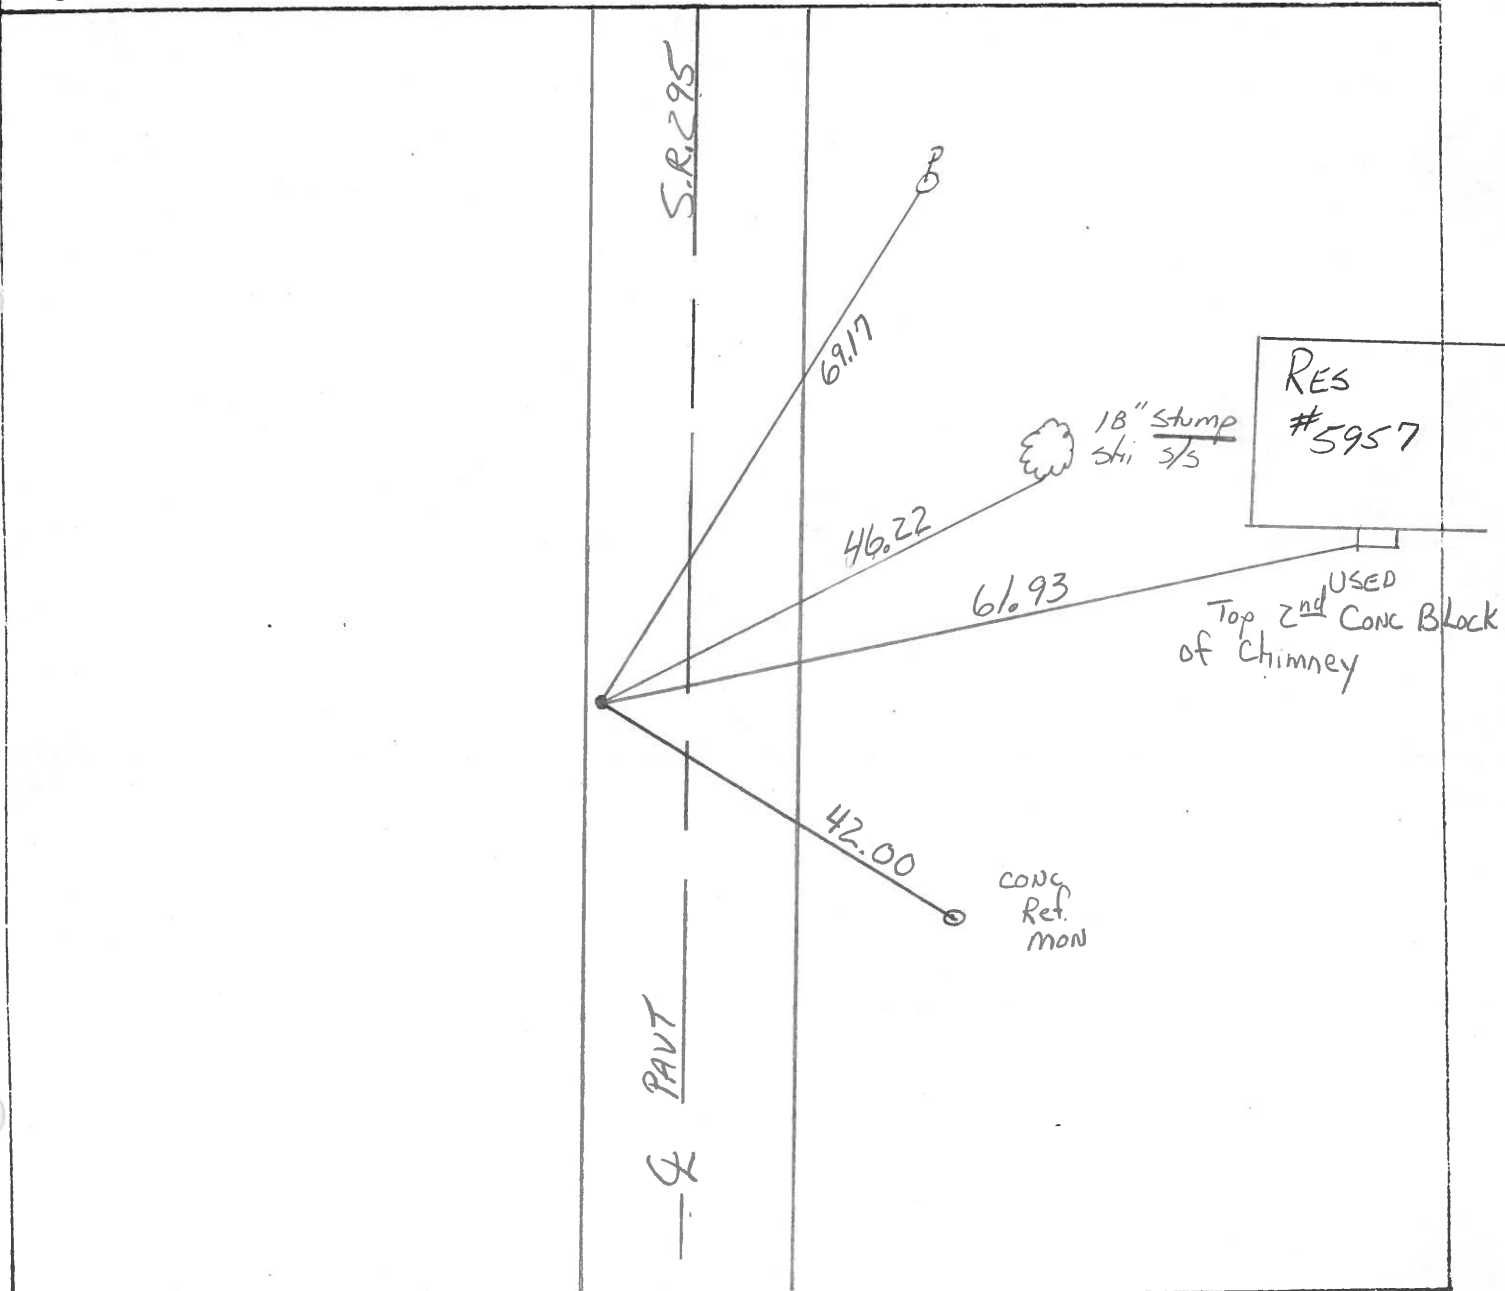 S.R. 295
P
69.17
RES
#5957
18" Stump
s/s
46.22
61.93
USED
Top 2nd Conc Block
of Chimney
42.00
CONC
Ref.
MON
PAVT
℄